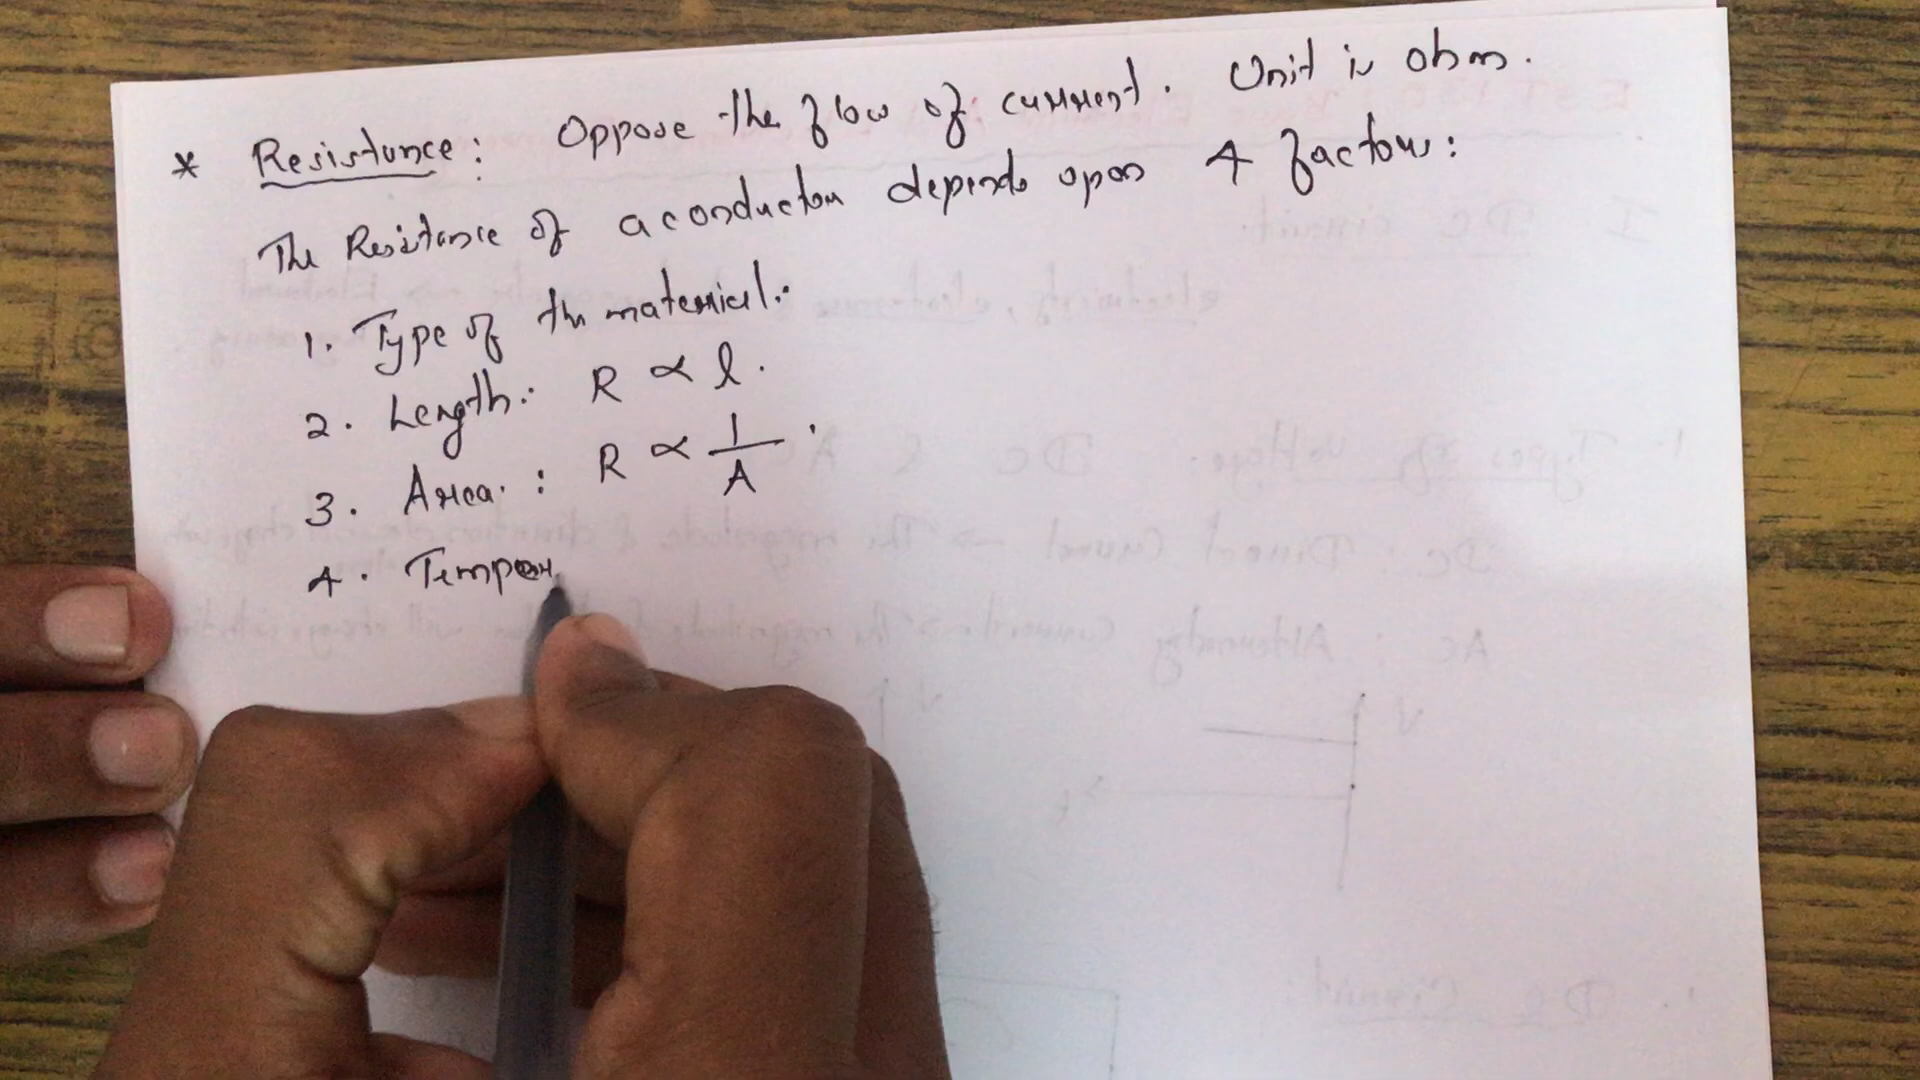 * Resistance: Oppose the flow of current. Unit is ohm.
The Resistance of a conductor depends upon 4 factors:
1. Type of the material:
2. Length: R ∝ l.
3. Area. : R ∝ 1/A.
4. Temper